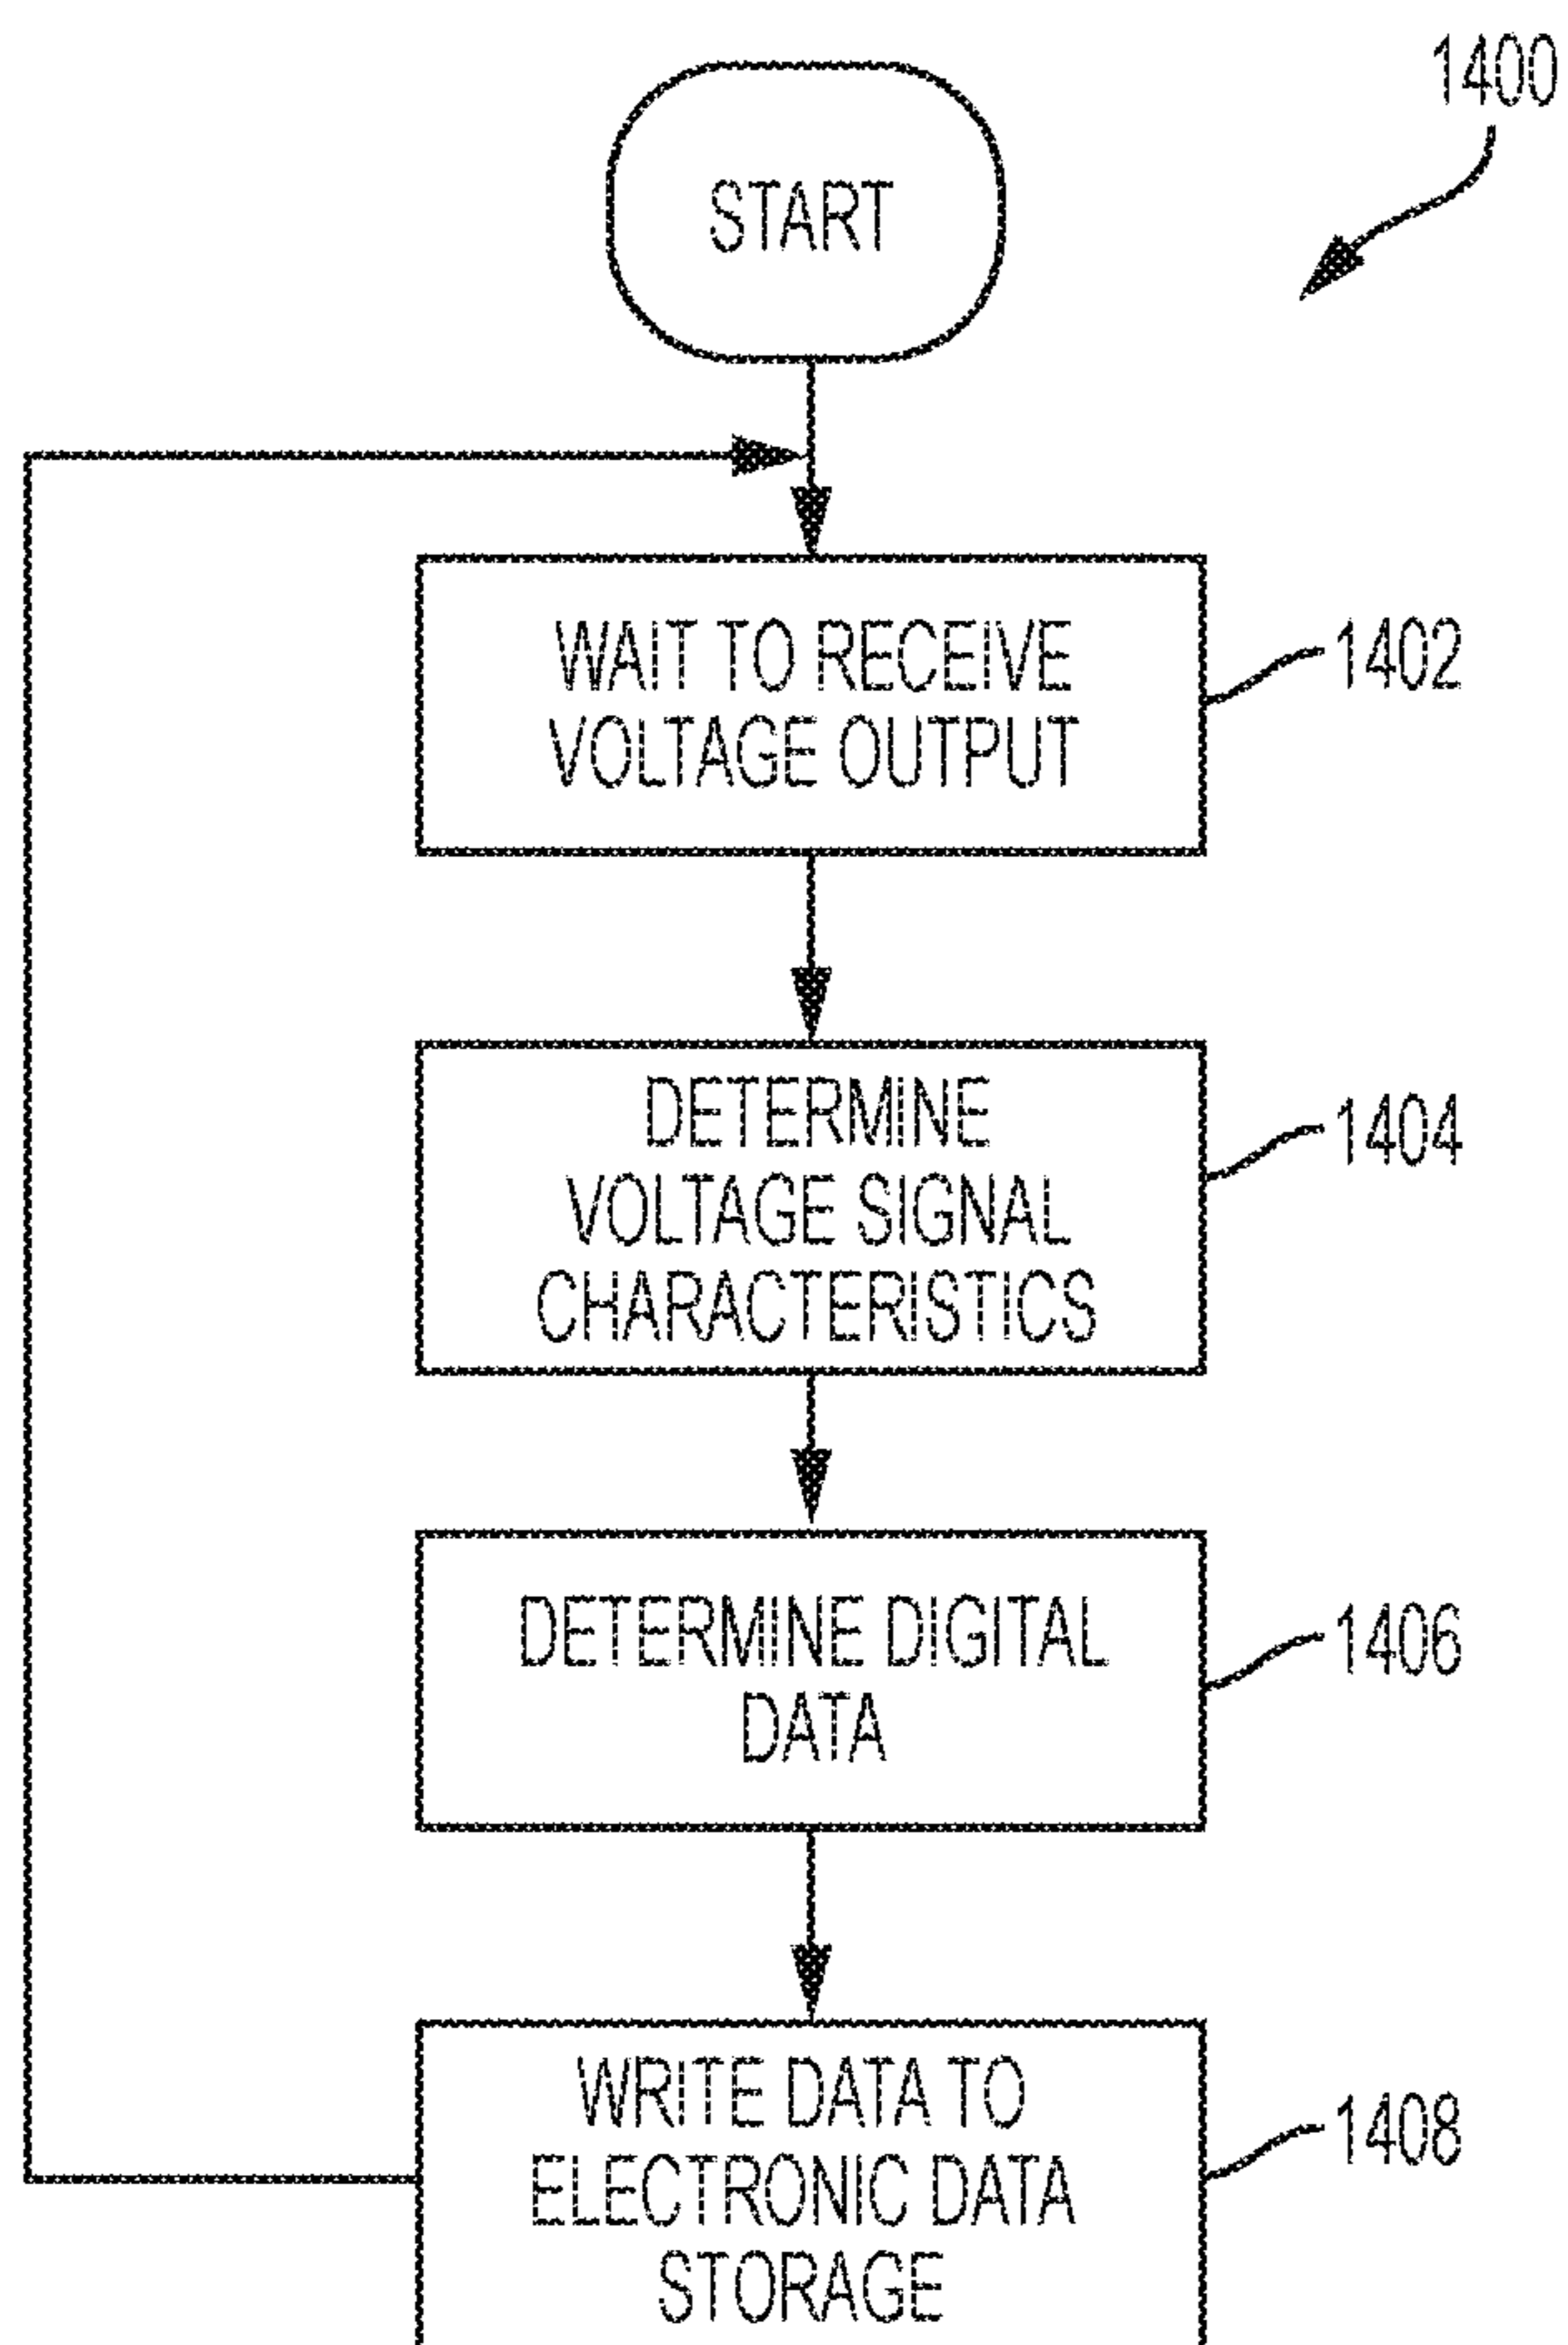 1400
START
WAIT TO RECEIVE
VOLTAGE OUTPUT
1402
DETERMINE
VOLTAGE SIGNAL
CHARACTERISTICS
1404
DETERMINE DIGITAL
DATA
1406
WRITE DATA TO
ELECTRONIC DATA
STORAGE
1408